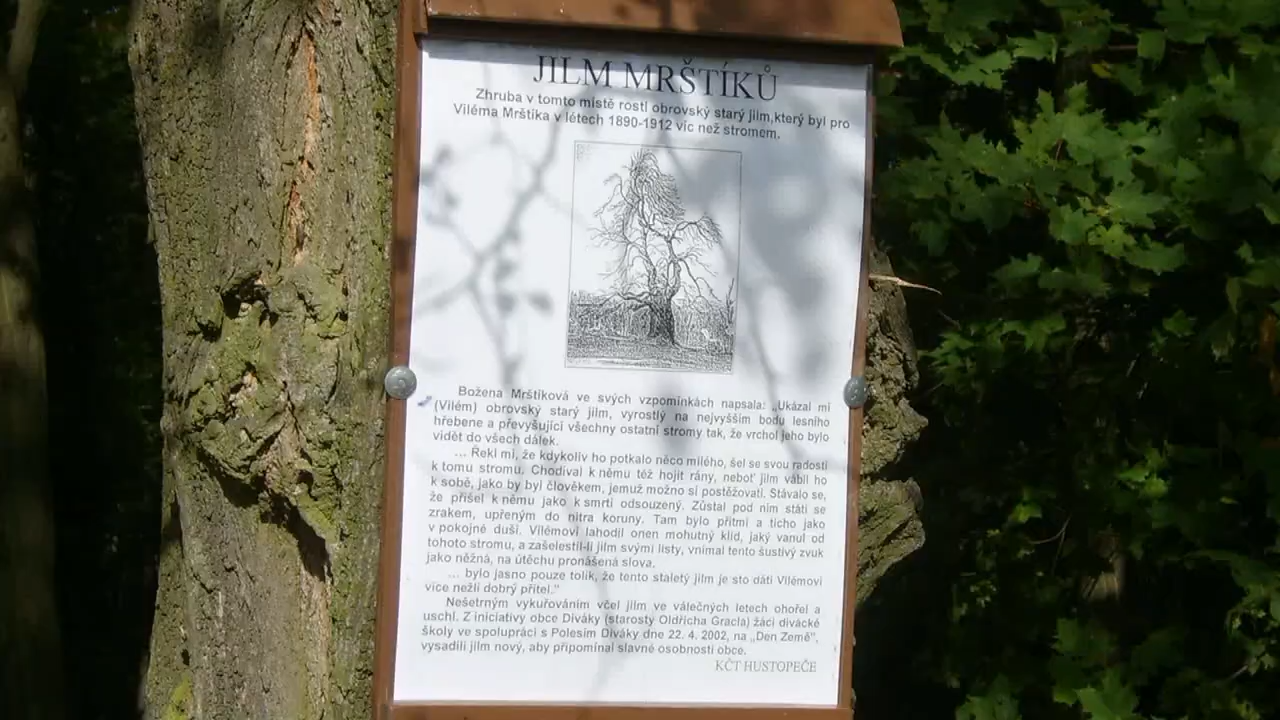 JILM MRŠTÍKŮ
Zhruba v tomto místě rostl obrovský starý jilm,který byl pro
Viléma Mrštíka v létech 1890-1912 víc než stromem.
Božena Mrštíková ve svých vzpomínkách napsala: „Ukázal mi
(Vilém) obrovský starý jilm, vyrostlý na nejvyšším bodu lesního
hřebene a převyšující všechny ostatní stromy tak, že vrchol jeho bylo
vidět do všech dálek.
... Řekl mi, že kdykoliv ho potkalo něco milého, šel se svou radostí
k tomu stromu. Chodíval k němu též hojit rány, neboť jilm vábil ho
k sobě, jako by byl člověkem, jemuž možno si postěžovati. Stávalo se,
že přišel k němu jako k smrti odsouzený. Zůstal pod ním státi se
zrakem, upřeným do nitra koruny. Tam bylo přítmí a ticho jako
v pokojné duši. Vilémovi lahodil onen mohutný klid, jaký vanul od
tohoto stromu, a zašelestil-li jilm svými listy, vnímal tento šustivý zvuk
jako něžná, na útěchu pronášená slova.
... bylo jasno pouze tolik, že tento staletý jilm je sto dáti Vilémovi
více nežli dobrý přítel.“
Nešetrným vykuřováním včel jilm ve válečných letech ohořel a
uschl. Z iniciativy obce Diváky (starosty Oldřicha Gracla) žáci divácké
školy ve spolupráci s Polesím Diváky dne 22. 4. 2002, na „Den Země“,
vysadili jilm nový, aby připomínal slavné osobnosti obce.
KČT HUSTOPEČE